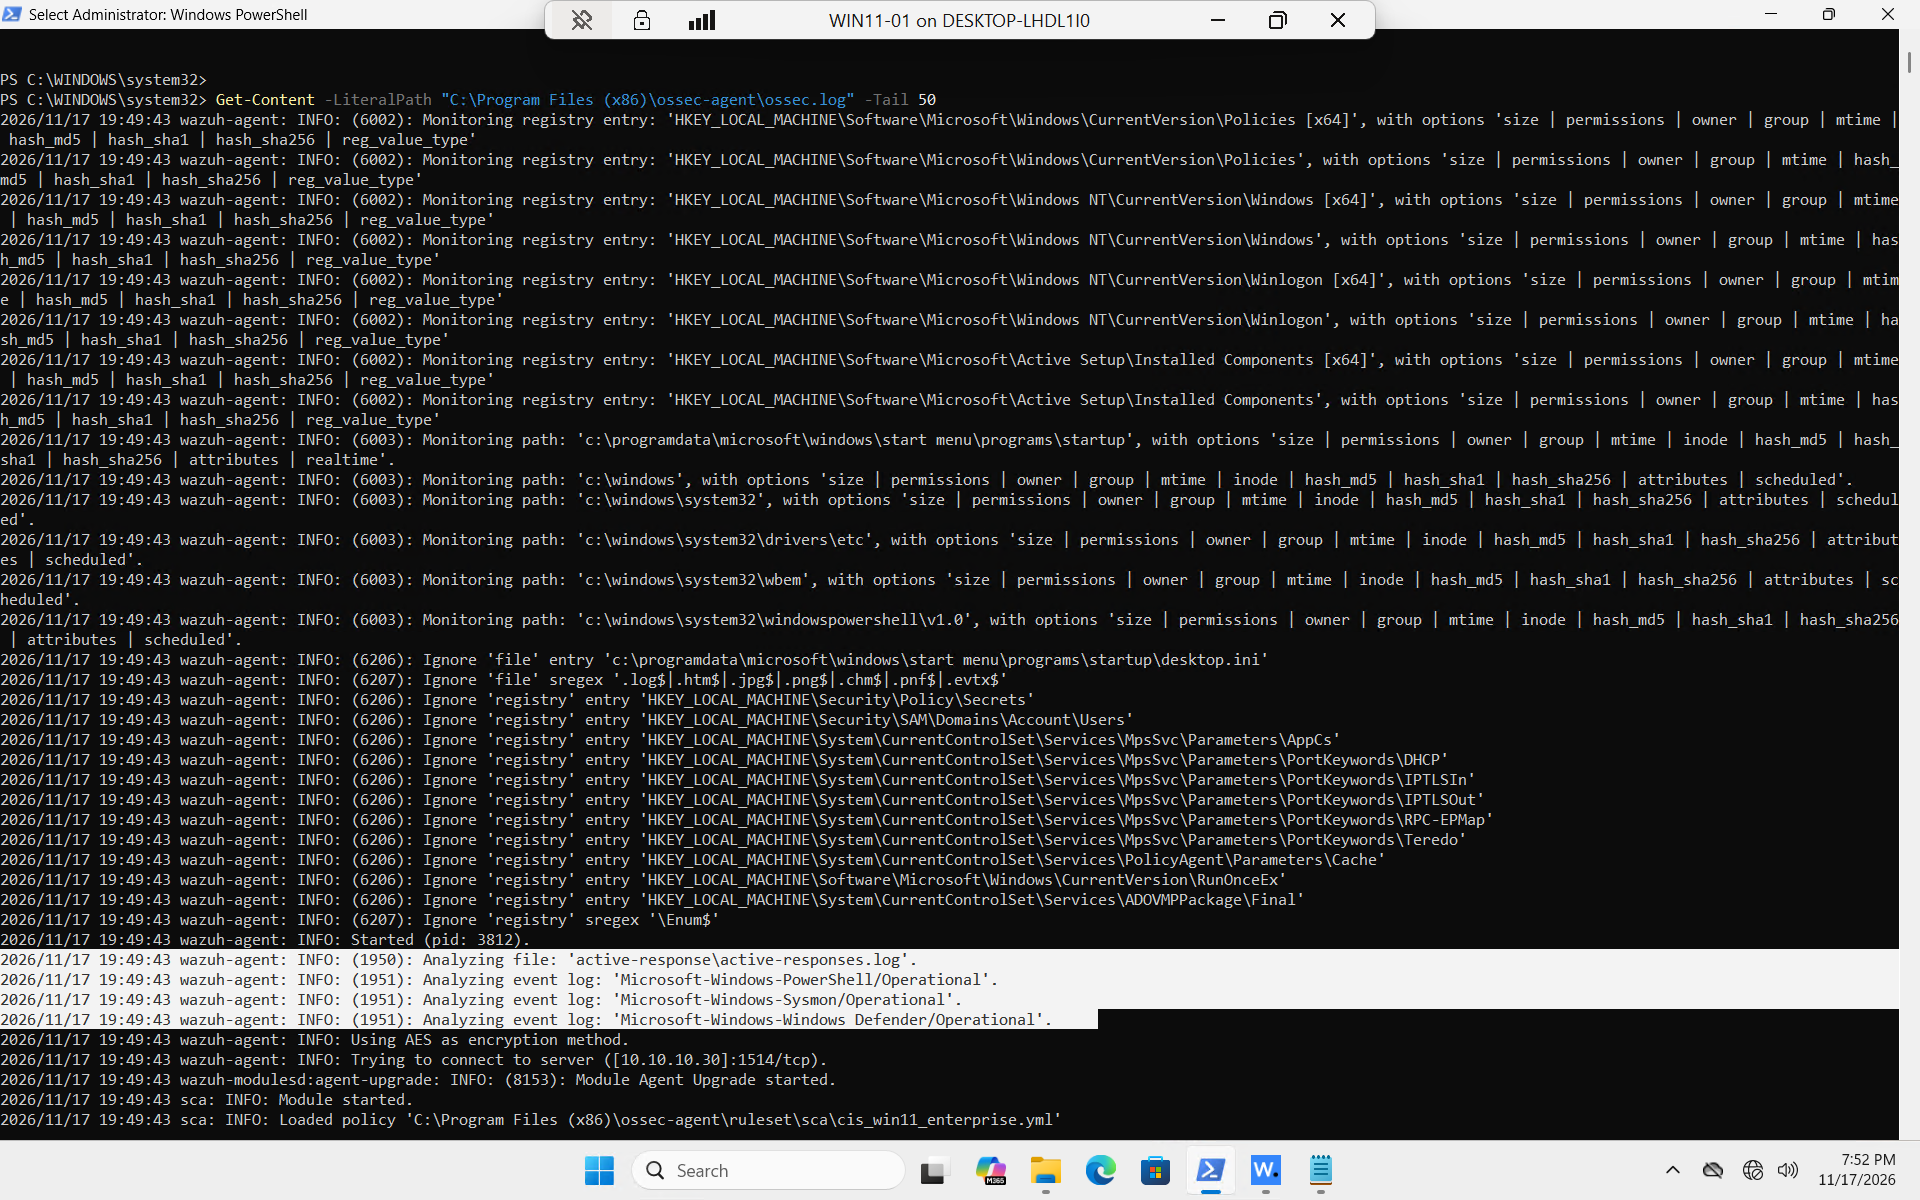 Select Administrator: Windows PowerShell
WIN11-01 on DESKTOP-LHDL1I0
PS C:\WINDOWS\system32>
PS C:\WINDOWS\system32> Get-Content -LiteralPath "C:\Program Files (x86)\ossec-agent\ossec.log" -Tail 50
2026/11/17 19:49:43 wazuh-agent: INFO: (6002): Monitoring registry entry: 'HKEY_LOCAL_MACHINE\Software\Microsoft\Windows\CurrentVersion\Policies [x64]', with options 'size | permissions | owner | group | mtime |
 hash_md5 | hash_sha1 | hash_sha256 | reg_value_type'
2026/11/17 19:49:43 wazuh-agent: INFO: (6002): Monitoring registry entry: 'HKEY_LOCAL_MACHINE\Software\Microsoft\Windows\CurrentVersion\Policies', with options 'size | permissions | owner | group | mtime | hash_
md5 | hash_sha1 | hash_sha256 | reg_value_type'
2026/11/17 19:49:43 wazuh-agent: INFO: (6002): Monitoring registry entry: 'HKEY_LOCAL_MACHINE\Software\Microsoft\Windows NT\CurrentVersion\Windows [x64]', with options 'size | permissions | owner | group | mtime
 | hash_md5 | hash_sha1 | hash_sha256 | reg_value_type'
2026/11/17 19:49:43 wazuh-agent: INFO: (6002): Monitoring registry entry: 'HKEY_LOCAL_MACHINE\Software\Microsoft\Windows NT\CurrentVersion\Windows', with options 'size | permissions | owner | group | mtime | has
h_md5 | hash_sha1 | hash_sha256 | reg_value_type'
2026/11/17 19:49:43 wazuh-agent: INFO: (6002): Monitoring registry entry: 'HKEY_LOCAL_MACHINE\Software\Microsoft\Windows NT\CurrentVersion\Winlogon [x64]', with options 'size | permissions | owner | group | mtim
e | hash_md5 | hash_sha1 | hash_sha256 | reg_value_type'
2026/11/17 19:49:43 wazuh-agent: INFO: (6002): Monitoring registry entry: 'HKEY_LOCAL_MACHINE\Software\Microsoft\Windows NT\CurrentVersion\Winlogon', with options 'size | permissions | owner | group | mtime | ha
sh_md5 | hash_sha1 | hash_sha256 | reg_value_type'
2026/11/17 19:49:43 wazuh-agent: INFO: (6002): Monitoring registry entry: 'HKEY_LOCAL_MACHINE\Software\Microsoft\Active Setup\Installed Components [x64]', with options 'size | permissions | owner | group | mtime
 | hash_md5 | hash_sha1 | hash_sha256 | reg_value_type'
2026/11/17 19:49:43 wazuh-agent: INFO: (6002): Monitoring registry entry: 'HKEY_LOCAL_MACHINE\Software\Microsoft\Active Setup\Installed Components', with options 'size | permissions | owner | group | mtime | has
h_md5 | hash_sha1 | hash_sha256 | reg_value_type'
2026/11/17 19:49:43 wazuh-agent: INFO: (6003): Monitoring path: 'c:\programdata\microsoft\windows\start menu\programs\startup', with options 'size | permissions | owner | group | mtime | inode | hash_md5 | hash_
sha1 | hash_sha256 | attributes | realtime'.
2026/11/17 19:49:43 wazuh-agent: INFO: (6003): Monitoring path: 'c:\windows', with options 'size | permissions | owner | group | mtime | inode | hash_md5 | hash_sha1 | hash_sha256 | attributes | scheduled'.
2026/11/17 19:49:43 wazuh-agent: INFO: (6003): Monitoring path: 'c:\windows\system32', with options 'size | permissions | owner | group | mtime | inode | hash_md5 | hash_sha1 | hash_sha256 | attributes | schedul
ed'.
2026/11/17 19:49:43 wazuh-agent: INFO: (6003): Monitoring path: 'c:\windows\system32\drivers\etc', with options 'size | permissions | owner | group | mtime | inode | hash_md5 | hash_sha1 | hash_sha256 | attribut
es | scheduled'.
2026/11/17 19:49:43 wazuh-agent: INFO: (6003): Monitoring path: 'c:\windows\system32\wbem', with options 'size | permissions | owner | group | mtime | inode | hash_md5 | hash_sha1 | hash_sha256 | attributes | sc
heduled'.
2026/11/17 19:49:43 wazuh-agent: INFO: (6003): Monitoring path: 'c:\windows\system32\windowspowershell\v1.0', with options 'size | permissions | owner | group | mtime | inode | hash_md5 | hash_sha1 | hash_sha256
 | attributes | scheduled'.
2026/11/17 19:49:43 wazuh-agent: INFO: (6206): Ignore 'file' entry 'c:\programdata\microsoft\windows\start menu\programs\startup\desktop.ini'
2026/11/17 19:49:43 wazuh-agent: INFO: (6207): Ignore 'file' sregex '.log$|.htm$|.jpg$|.png$|.chm$|.pnf$|.evtx$'
2026/11/17 19:49:43 wazuh-agent: INFO: (6206): Ignore 'registry' entry 'HKEY_LOCAL_MACHINE\Security\Policy\Secrets'
2026/11/17 19:49:43 wazuh-agent: INFO: (6206): Ignore 'registry' entry 'HKEY_LOCAL_MACHINE\Security\SAM\Domains\Account\Users'
2026/11/17 19:49:43 wazuh-agent: INFO: (6206): Ignore 'registry' entry 'HKEY_LOCAL_MACHINE\System\CurrentControlSet\Services\MpsSvc\Parameters\AppCs'
2026/11/17 19:49:43 wazuh-agent: INFO: (6206): Ignore 'registry' entry 'HKEY_LOCAL_MACHINE\System\CurrentControlSet\Services\MpsSvc\Parameters\PortKeywords\DHCP'
2026/11/17 19:49:43 wazuh-agent: INFO: (6206): Ignore 'registry' entry 'HKEY_LOCAL_MACHINE\System\CurrentControlSet\Services\MpsSvc\Parameters\PortKeywords\IPTLSIn'
2026/11/17 19:49:43 wazuh-agent: INFO: (6206): Ignore 'registry' entry 'HKEY_LOCAL_MACHINE\System\CurrentControlSet\Services\MpsSvc\Parameters\PortKeywords\IPTLSOut'
2026/11/17 19:49:43 wazuh-agent: INFO: (6206): Ignore 'registry' entry 'HKEY_LOCAL_MACHINE\System\CurrentControlSet\Services\MpsSvc\Parameters\PortKeywords\RPC-EPMap'
2026/11/17 19:49:43 wazuh-agent: INFO: (6206): Ignore 'registry' entry 'HKEY_LOCAL_MACHINE\System\CurrentControlSet\Services\MpsSvc\Parameters\PortKeywords\Teredo'
2026/11/17 19:49:43 wazuh-agent: INFO: (6206): Ignore 'registry' entry 'HKEY_LOCAL_MACHINE\System\CurrentControlSet\Services\PolicyAgent\Parameters\Cache'
2026/11/17 19:49:43 wazuh-agent: INFO: (6206): Ignore 'registry' entry 'HKEY_LOCAL_MACHINE\Software\Microsoft\Windows\CurrentVersion\RunOnceEx'
2026/11/17 19:49:43 wazuh-agent: INFO: (6206): Ignore 'registry' entry 'HKEY_LOCAL_MACHINE\System\CurrentControlSet\Services\ADOVMPPackage\Final'
2026/11/17 19:49:43 wazuh-agent: INFO: (6207): Ignore 'registry' sregex '\Enum$'
2026/11/17 19:49:43 wazuh-agent: INFO: Started (pid: 3812).
2026/11/17 19:49:43 wazuh-agent: INFO: (1950): Analyzing file: 'active-response\active-responses.log'.
2026/11/17 19:49:43 wazuh-agent: INFO: (1951): Analyzing event log: 'Microsoft-Windows-PowerShell/Operational'.
2026/11/17 19:49:43 wazuh-agent: INFO: (1951): Analyzing event log: 'Microsoft-Windows-Sysmon/Operational'.
2026/11/17 19:49:43 wazuh-agent: INFO: (1951): Analyzing event log: 'Microsoft-Windows-Windows Defender/Operational'.
2026/11/17 19:49:43 wazuh-agent: INFO: Using AES as encryption method.
2026/11/17 19:49:43 wazuh-agent: INFO: Trying to connect to server ([10.10.10.30]:1514/tcp).
2026/11/17 19:49:43 wazuh-modulesd:agent-upgrade: INFO: (8153): Module Agent Upgrade started.
2026/11/17 19:49:43 sca: INFO: Module started.
2026/11/17 19:49:43 sca: INFO: Loaded policy 'C:\Program Files (x86)\ossec-agent\ruleset\sca\cis_win11_enterprise.yml'
Search
M365
W.
7:52 PM
11/17/2026